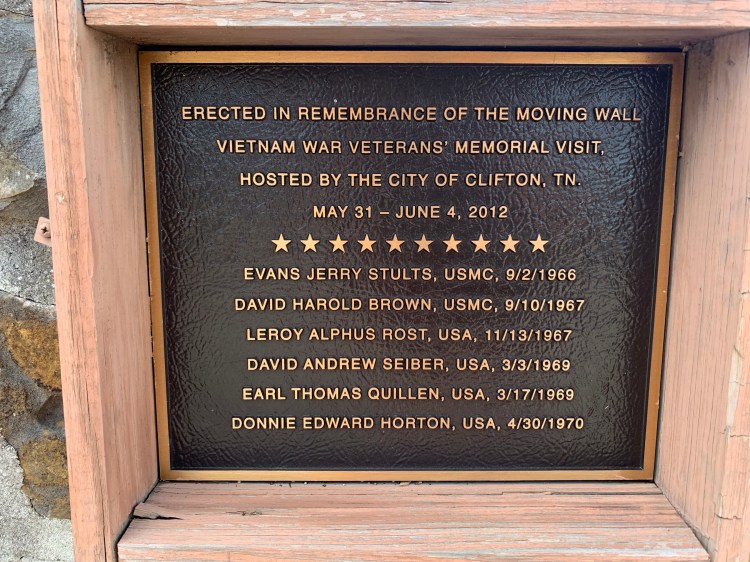 ERECTED IN REMEMBRANCE OF THE MOVING WALL
VIETNAM WAR VETERANS' MEMORIAL VISIT,
HOSTED BY THE CITY OF CLIFTON, TN.
MAY 31 – JUNE 4, 2012
EVANS JERRY STULTS, USMC, 9/2/1966
DAVID HAROLD BROWN, USMC, 9/10/1967
LEROY ALPHUS ROST, USA, 11/13/1967
DAVID ANDREW SEIBER, USA, 3/3/1969
EARL THOMAS QUILLEN, USA, 3/17/1969
DONNIE EDWARD HORTON, USA, 4/30/1970